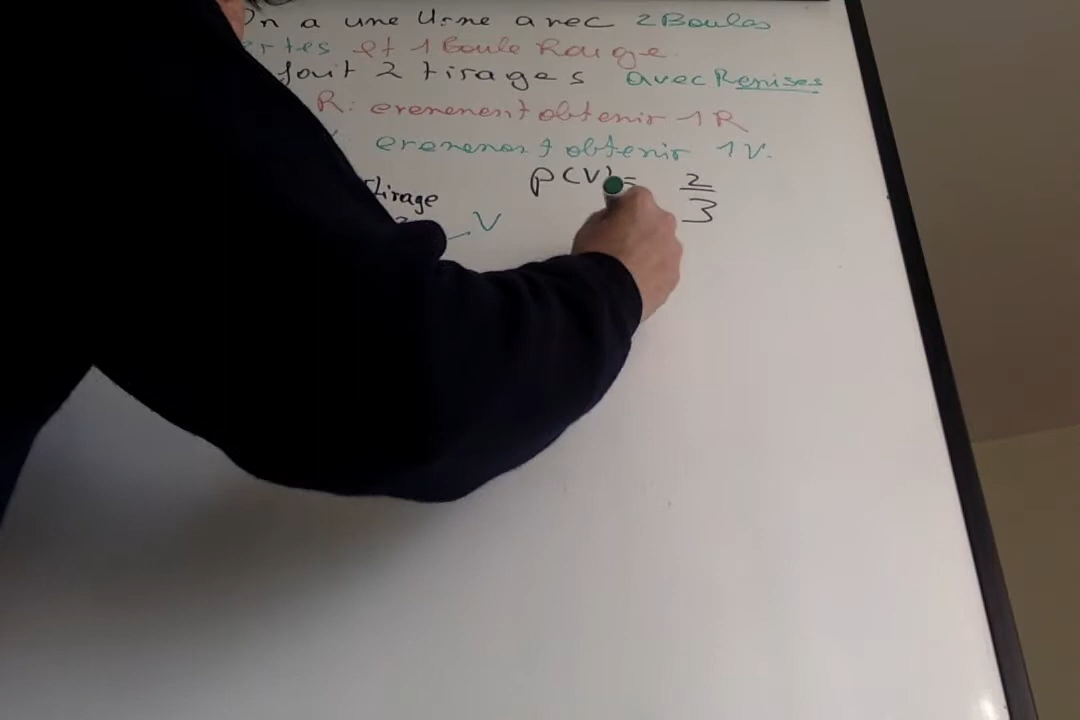 On a une Urne avec 2 Boules
ertes et 1 boule Rouge
fait 2 tirages avec Remises
R: evenement obtenir 1 R
evenement obtenir 1 V.
tirage P(V) = 2/3
V